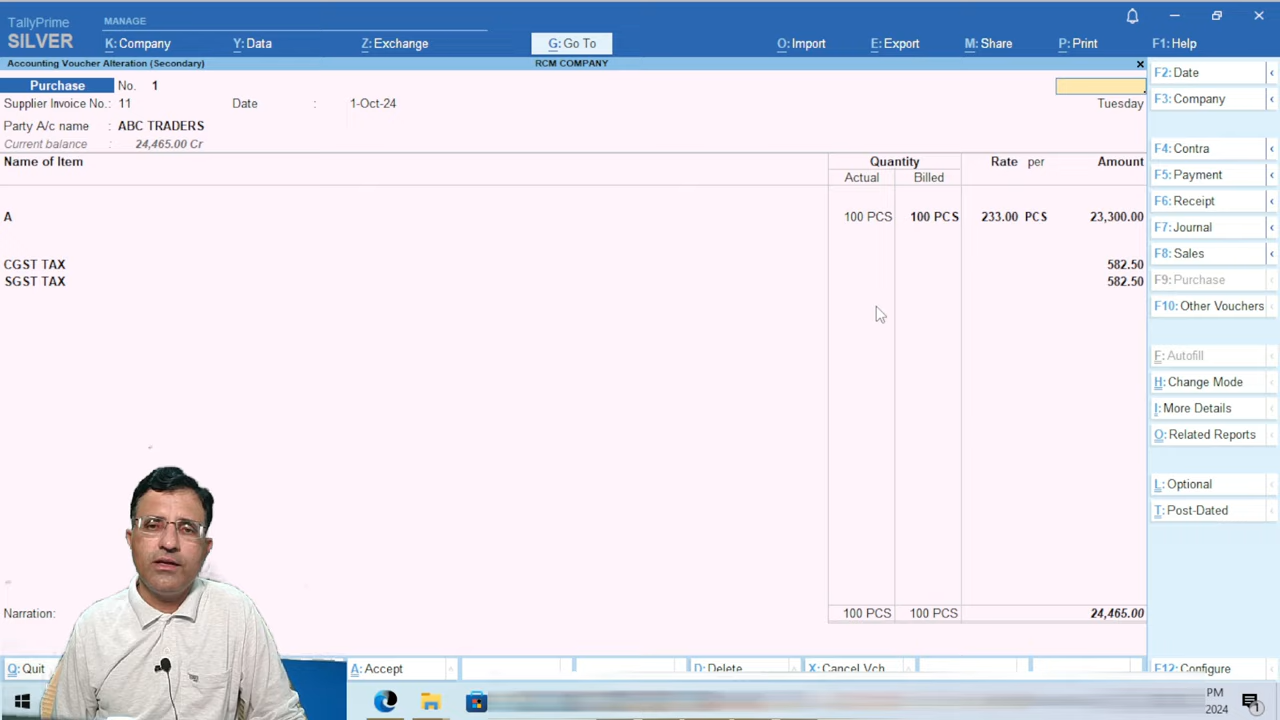 TallyPrime MANAGE
SILVER K: Company Y: Data Z: Exchange G: Go To O: Import E: Export M: Share P: Print F1: Help
Accounting Voucher Alteration (Secondary) RCM COMPANY ×
Purchase No. 1
Supplier Invoice No.: 11 Date : 1-Oct-24 Tuesday
Party A/c name : ABC TRADERS
Current balance : 24,465.00 Cr
Name of Item Quantity Rate per Amount
Actual Billed
A 100 PCS 100 PCS 233.00 PCS 23,300.00
CGST TAX 582.50
SGST TAX 582.50
Narration: 100 PCS 100 PCS 24,465.00
F2: Date
F3: Company
F4: Contra
F5: Payment
F6: Receipt
F7: Journal
F8: Sales
F9: Purchase
F10: Other Vouchers
F: Autofill
H: Change Mode
I: More Details
O: Related Reports
L: Optional
T: Post-Dated
Q: Quit A: Accept D: Delete X: Cancel Vch F12: Configure
PM
2024
1